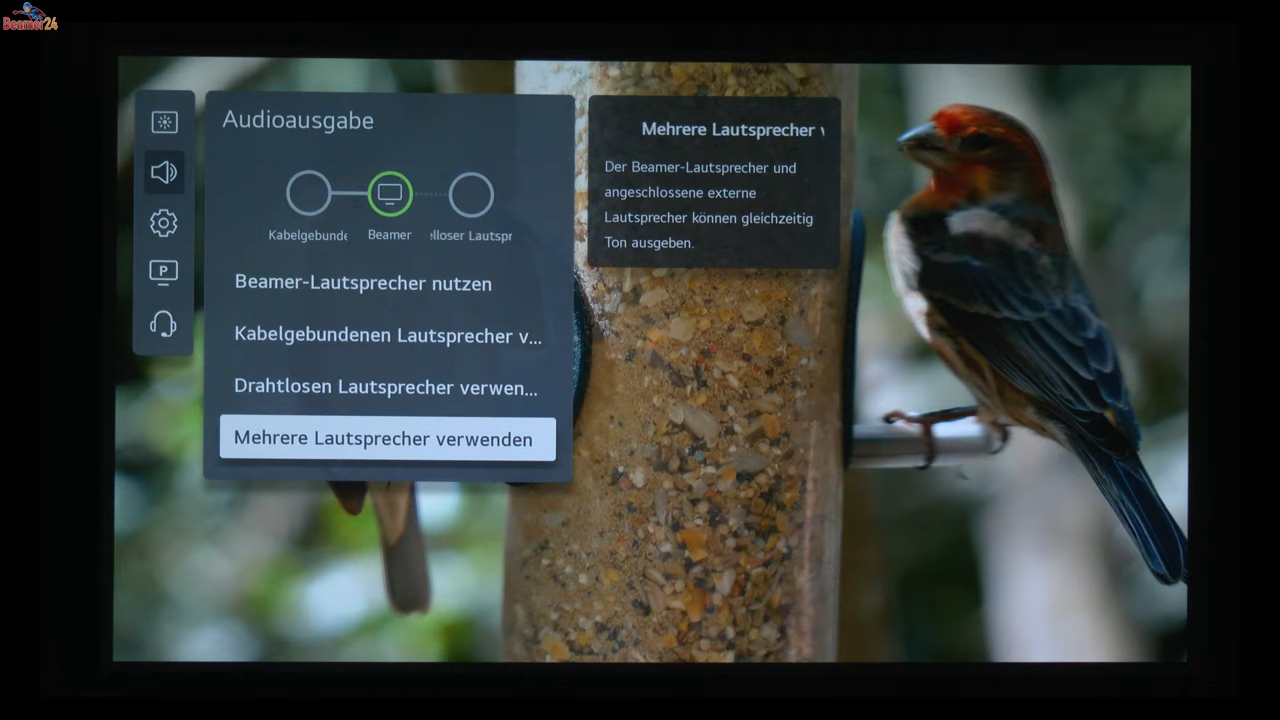 Beamer24
Audioausgabe
Kabelgebunde
Beamer
lloser Lautspr
Beamer-Lautsprecher nutzen
Kabelgebundenen Lautsprecher v...
Drahtlosen Lautsprecher verwen...
Mehrere Lautsprecher verwenden
P
Mehrere Lautsprecher v
Der Beamer-Lautsprecher und
angeschlossene externe
Lautsprecher können gleichzeitig
Ton ausgeben.